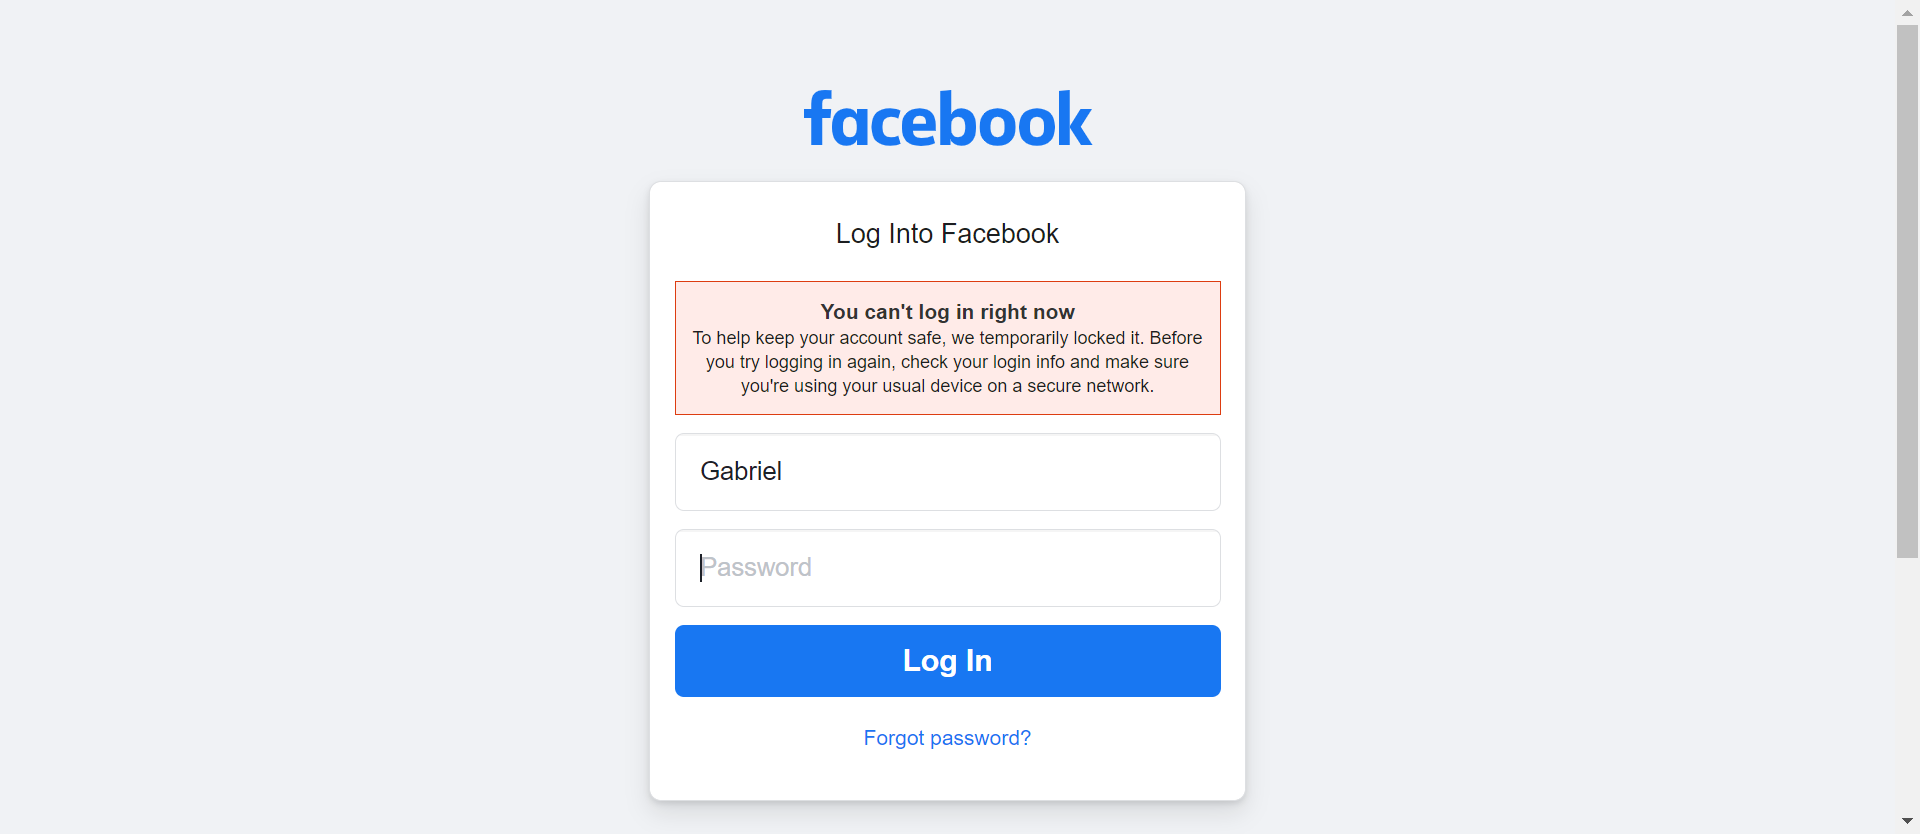 facebook
Log Into Facebook
You can't log in right now
To help keep your account safe, we temporarily locked it. Before
you try logging in again, check your login info and make sure
you're using your usual device on a secure network.
Gabriel
Password
Log In
Forgot password?